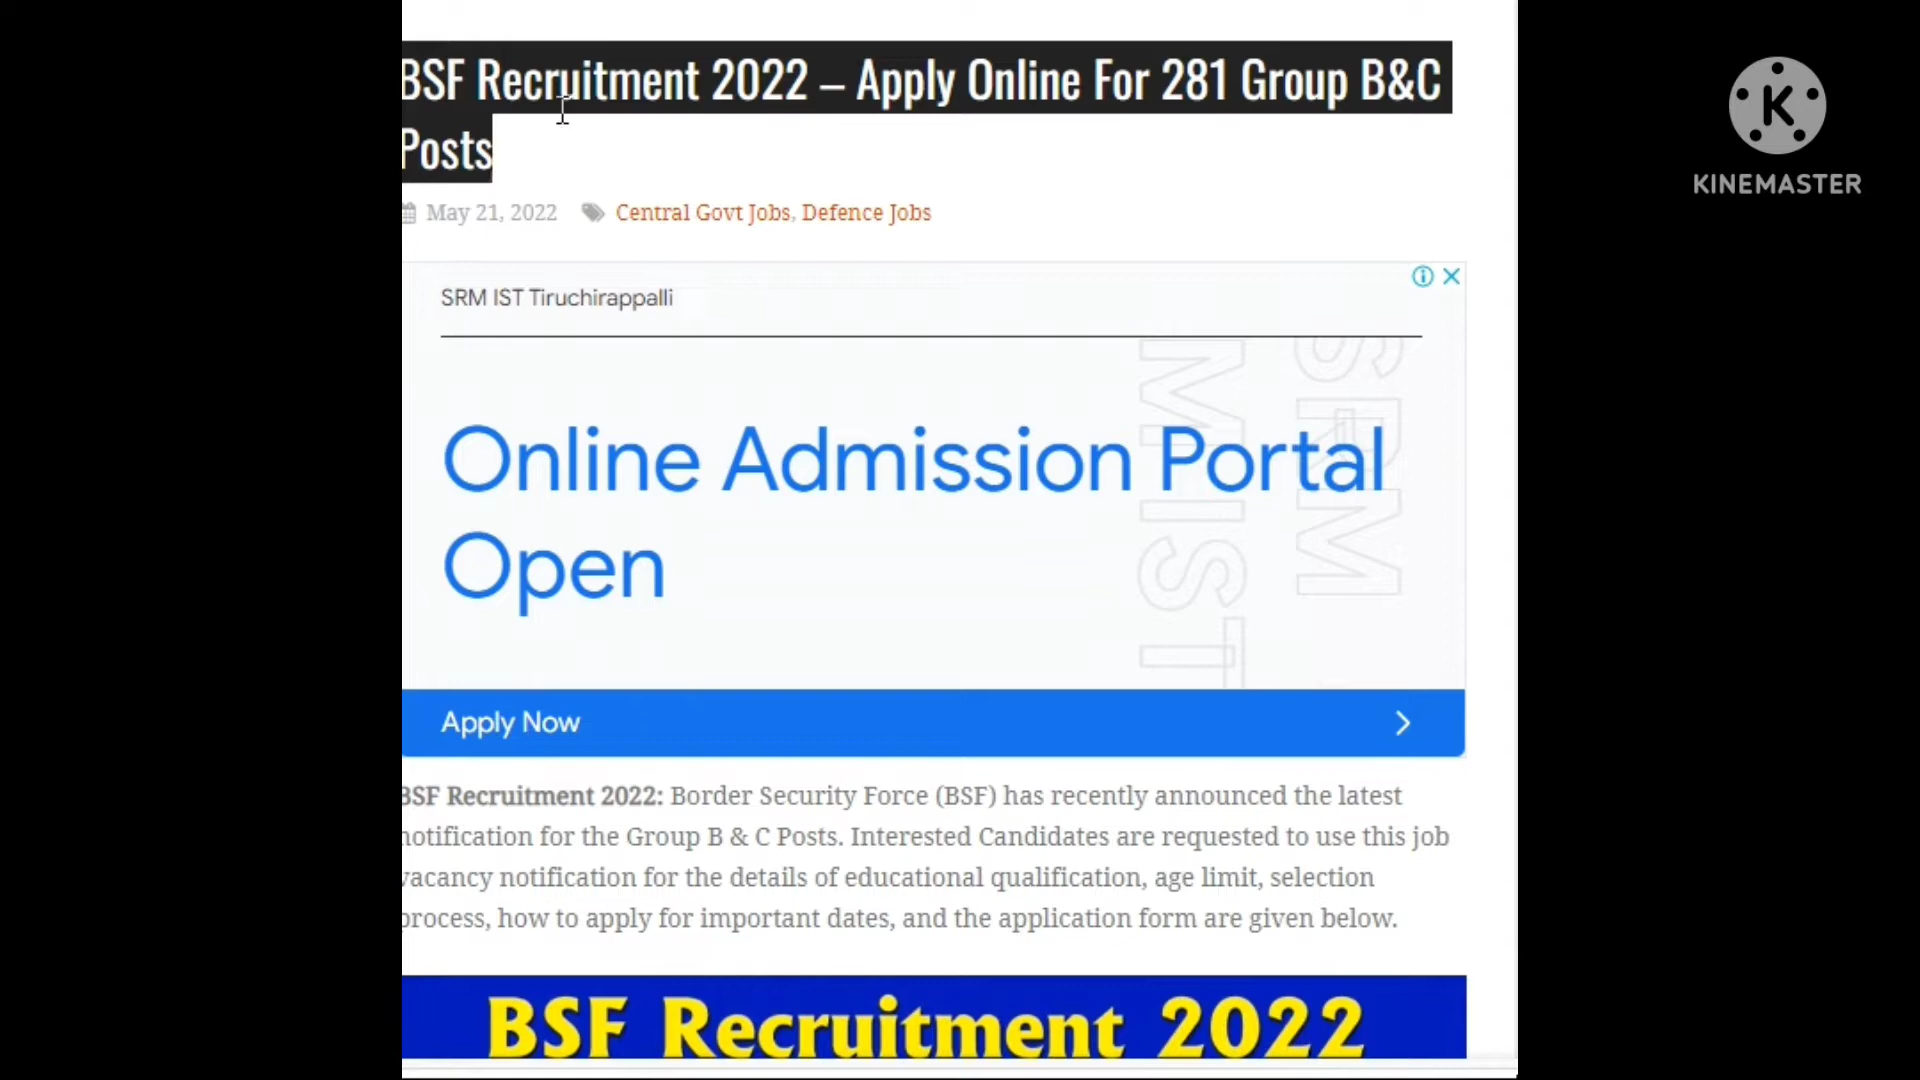 BSF Recruitment 2022 – Apply Online For 281 Group B&C
Posts
May 21, 2022 Central Govt Jobs, Defence Jobs
K
KINEMASTER
SRM IST Tiruchirappalli
SRM
MIST
Online Admission Portal
Open
Apply Now
BSF Recruitment 2022: Border Security Force (BSF) has recently announced the latest
notification for the Group B & C Posts. Interested Candidates are requested to use this job
vacancy notification for the details of educational qualification, age limit, selection
process, how to apply for important dates, and the application form are given below.
BSF Recruitment 2022